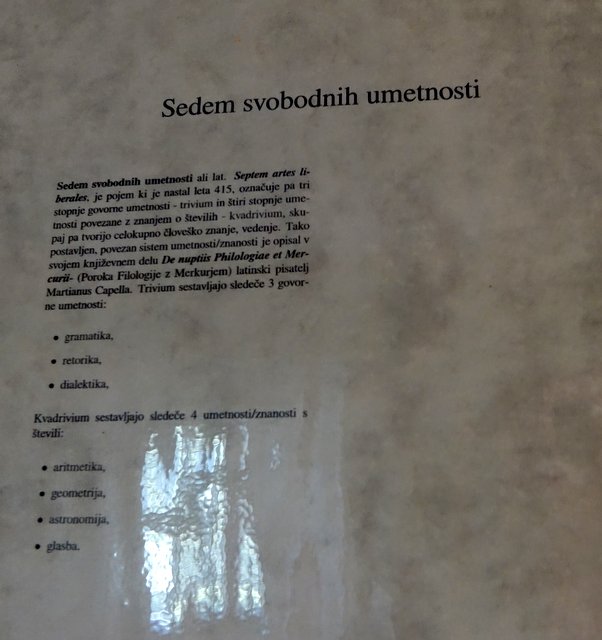 Sedem svobodnih umetnosti
Sedem svobodnih umetnosti ali lat. Septem artes li-
berales, je pojem ki je nastal leta 415, označuje pa tri
stopnje govorne umetnosti - trivium in štiri stopnje ume-
tnosti povezane z znanjem o številih - kvadrivium, sku-
paj pa tvorijo celokupno človeško znanje, vedenje. Tako
postavljen, povezan sistem umetnosti/znanosti je opisal v
svojem književnem delu De nuptiis Philologiae et Mer-
curii- (Poroka Filologije z Merkurjem) latinski pisatelj
Martianus Capella. Trivium sestavljajo sledeče 3 govor-
ne umetnosti:
• gramatika,
• retorika,
• dialektika,
Kvadrivium sestavljajo sledeče 4 umetnosti/znanosti s
števili:
• aritmetika,
• geometrija,
• astronomija,
• glasba.